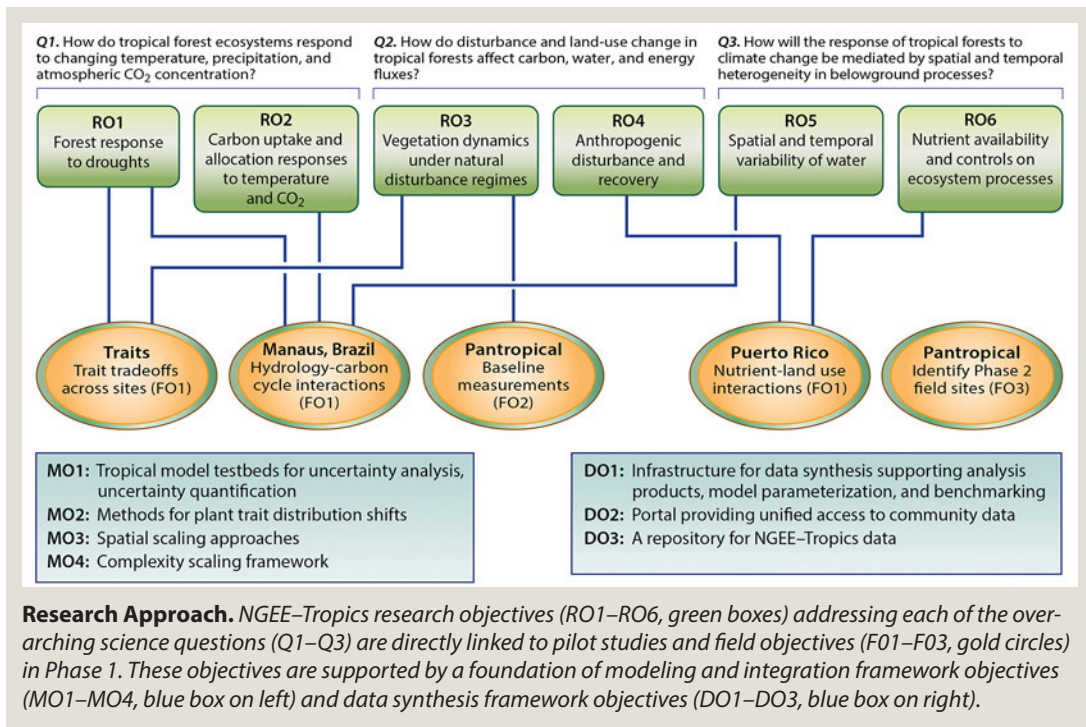 Q1. How do tropical forest ecosystems respond
to changing temperature, precipitation, and
atmospheric CO₂ concentration?
Q2. How do disturbance and land-use change in
tropical forests affect carbon, water, and energy
fluxes?
Q3. How will the response of tropical forests to
climate change be mediated by spatial and temporal
heterogeneity in belowground processes?
RO1
Forest response
to droughts
RO2
Carbon uptake and
allocation responses
to temperature
and CO₂
RO3
Vegetation dynamics
under natural
disturbance regimes
RO4
Anthropogenic
disturbance and
recovery
RO5
Spatial and temporal
variability of water
RO6
Nutrient availability
and controls on
ecosystem processes
Traits
Trait tradeoffs
across sites (FO1)
Manaus, Brazil
Hydrology-carbon
cycle interactions
(FO1)
Pantropical
Baseline
measurements
(FO2)
Puerto Rico
Nutrient-land use
interactions (FO1)
Pantropical
Identify Phase 2
field sites (FO3)
MO1: Tropical model testbeds for uncertainty analysis,
uncertainty quantification
MO2: Methods for plant trait distribution shifts
MO3: Spatial scaling approaches
MO4: Complexity scaling framework
DO1: Infrastructure for data synthesis supporting analysis
products, model parameterization, and benchmarking
DO2: Portal providing unified access to community data
DO3: A repository for NGEE–Tropics data
Research Approach. NGEE–Tropics research objectives (RO1–RO6, green boxes) addressing each of the over-
arching science questions (Q1–Q3) are directly linked to pilot studies and field objectives (F01–F03, gold circles)
in Phase 1. These objectives are supported by a foundation of modeling and integration framework objectives
(MO1–MO4, blue box on left) and data synthesis framework objectives (DO1–DO3, blue box on right).